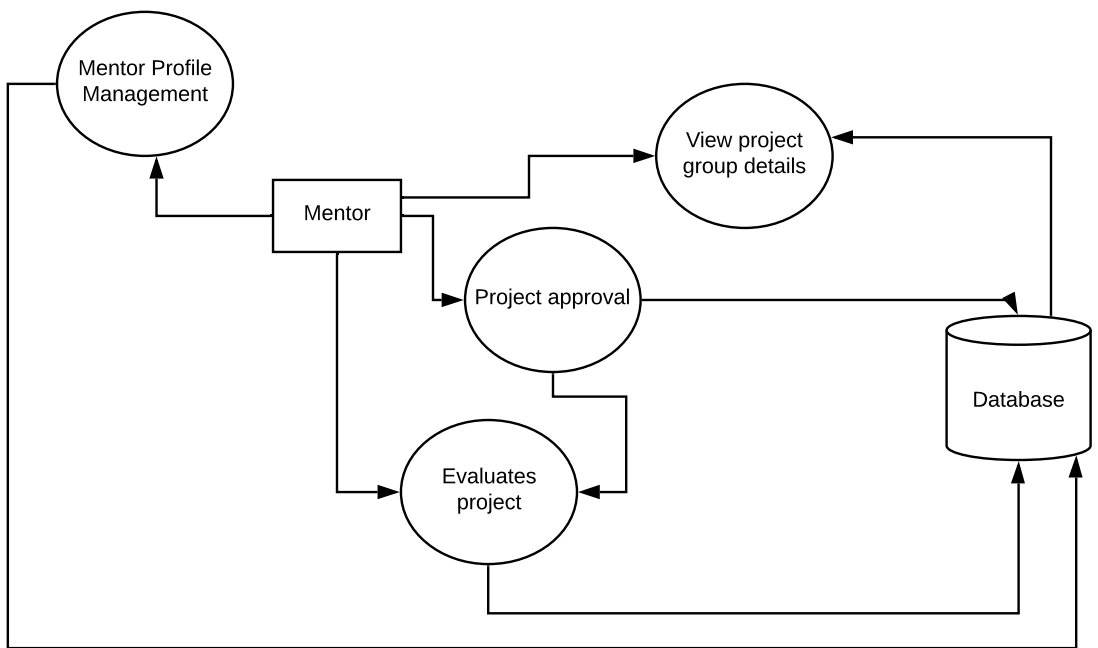 Mentor Profile
Management
View project
group details
Mentor
Project approval
Database
Evaluates
project